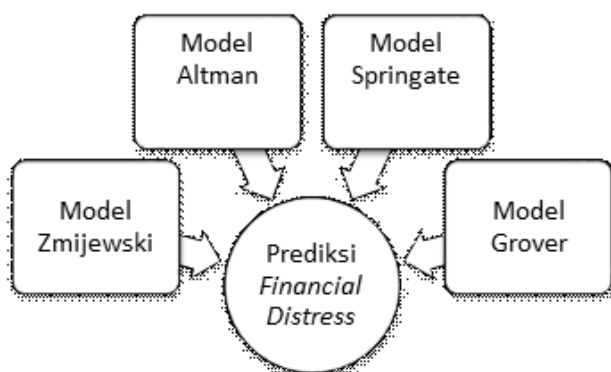 Model
Altman
Model
Springate
Model
Zmijewski
Prediksi
Financial
Distress
Model
Grover